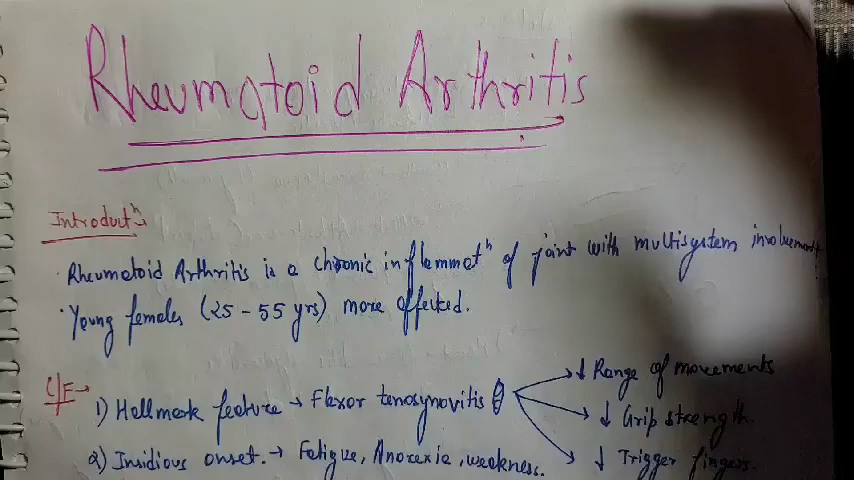 Rheumatoid Arthritis
Introductⁿ:→
· Rheumatoid Arthritis is a chronic inflammatⁿ of joint with multisystem involvement
· Young females (25 - 55 yrs) more affected.
C/F →
1) Hallmark feature → Flexor tenosynovitis
↓ Range of movements
↓ Grip strength
↓ Trigger fingers.
2) Insidious onset. → Fatigue, Anorexia, weakness.